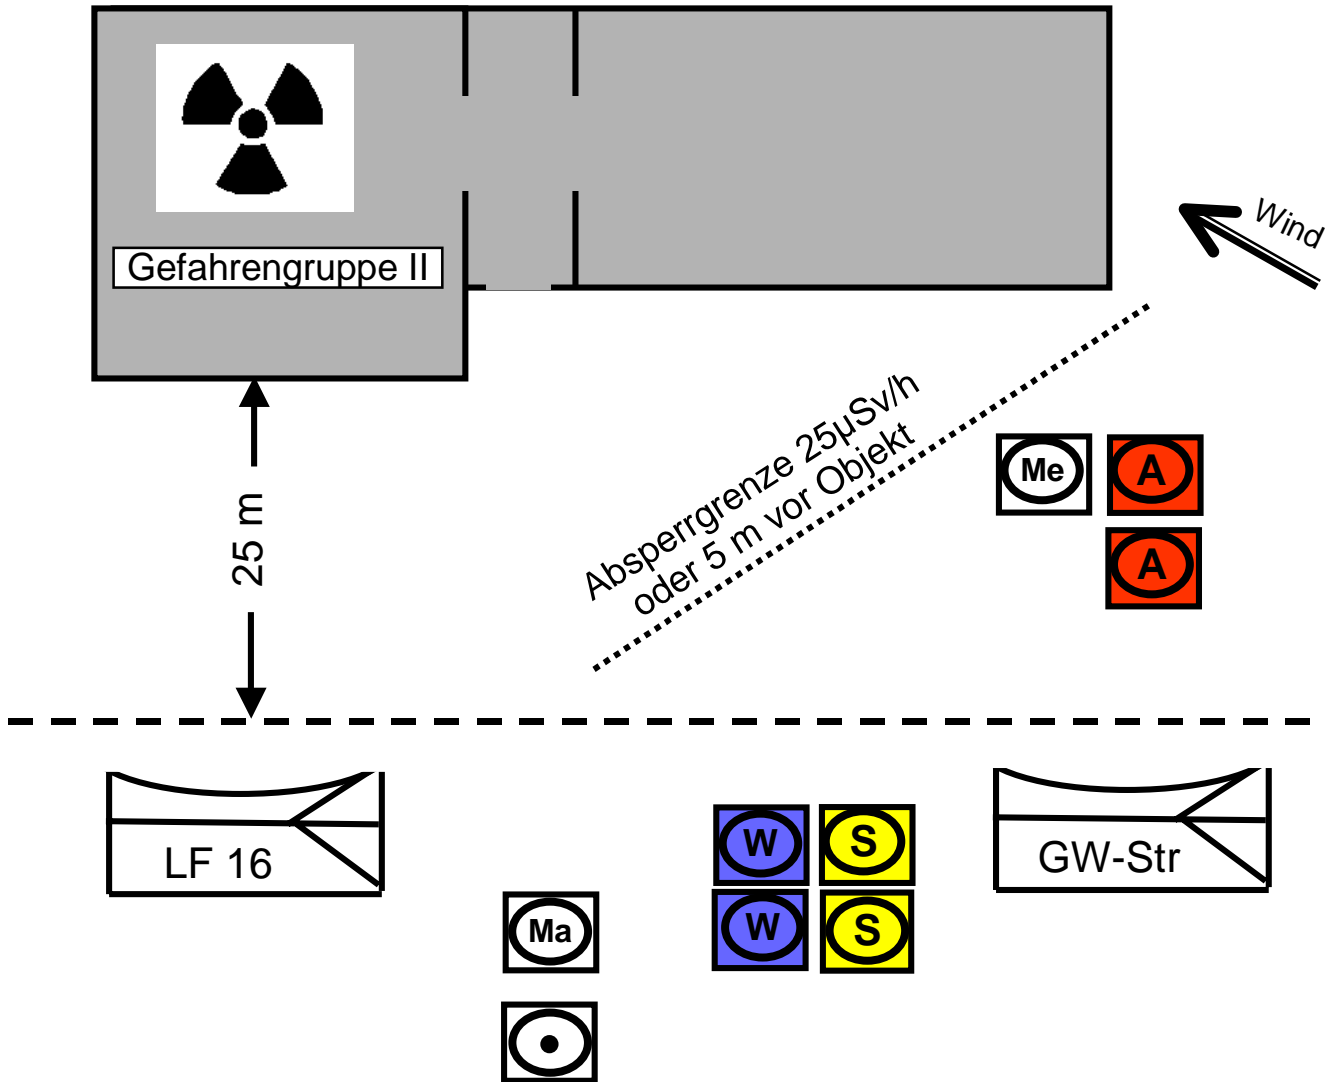 Gefahrengruppe II
Wind
Absperrgrenze 25µSv/h
oder 5 m vor Objekt
25 m
Me
A
A
LF 16
W
S
GW-Str
Ma
W
S